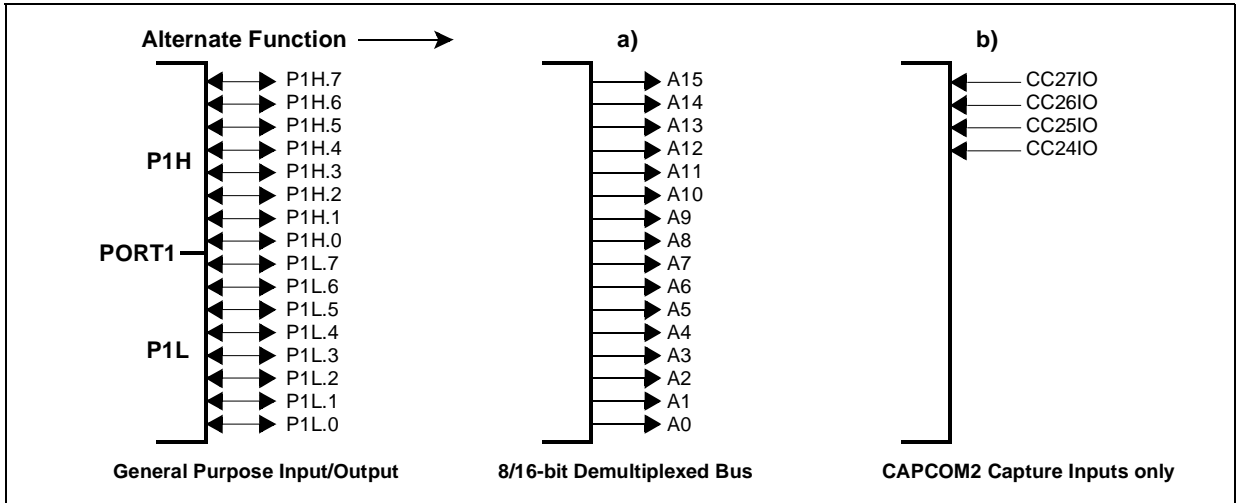 Alternate Function a) b)
P1H.7 A15 CC27IO
P1H.6 A14 CC26IO
P1H.5 A13 CC25IO
P1H.4 A12 CC24IO
P1H
P1H.3 A11
P1H.2 A10
P1H.1 A9
P1H.0 A8
PORT1
P1L.7 A7
P1L.6 A6
P1L.5 A5
P1L.4 A4
P1L
P1L.3 A3
P1L.2 A2
P1L.1 A1
P1L.0 A0
General Purpose Input/Output 8/16-bit Demultiplexed Bus CAPCOM2 Capture Inputs only